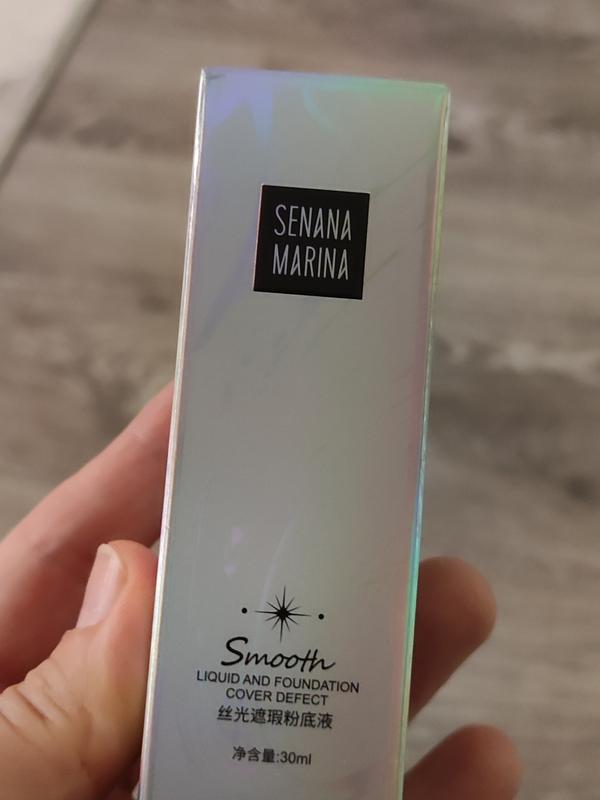 SENANA
MARINA
Smooth
LIQUID AND FOUNDATION
COVER DEFECT
丝光遮瑕粉底液
净含量:30ml